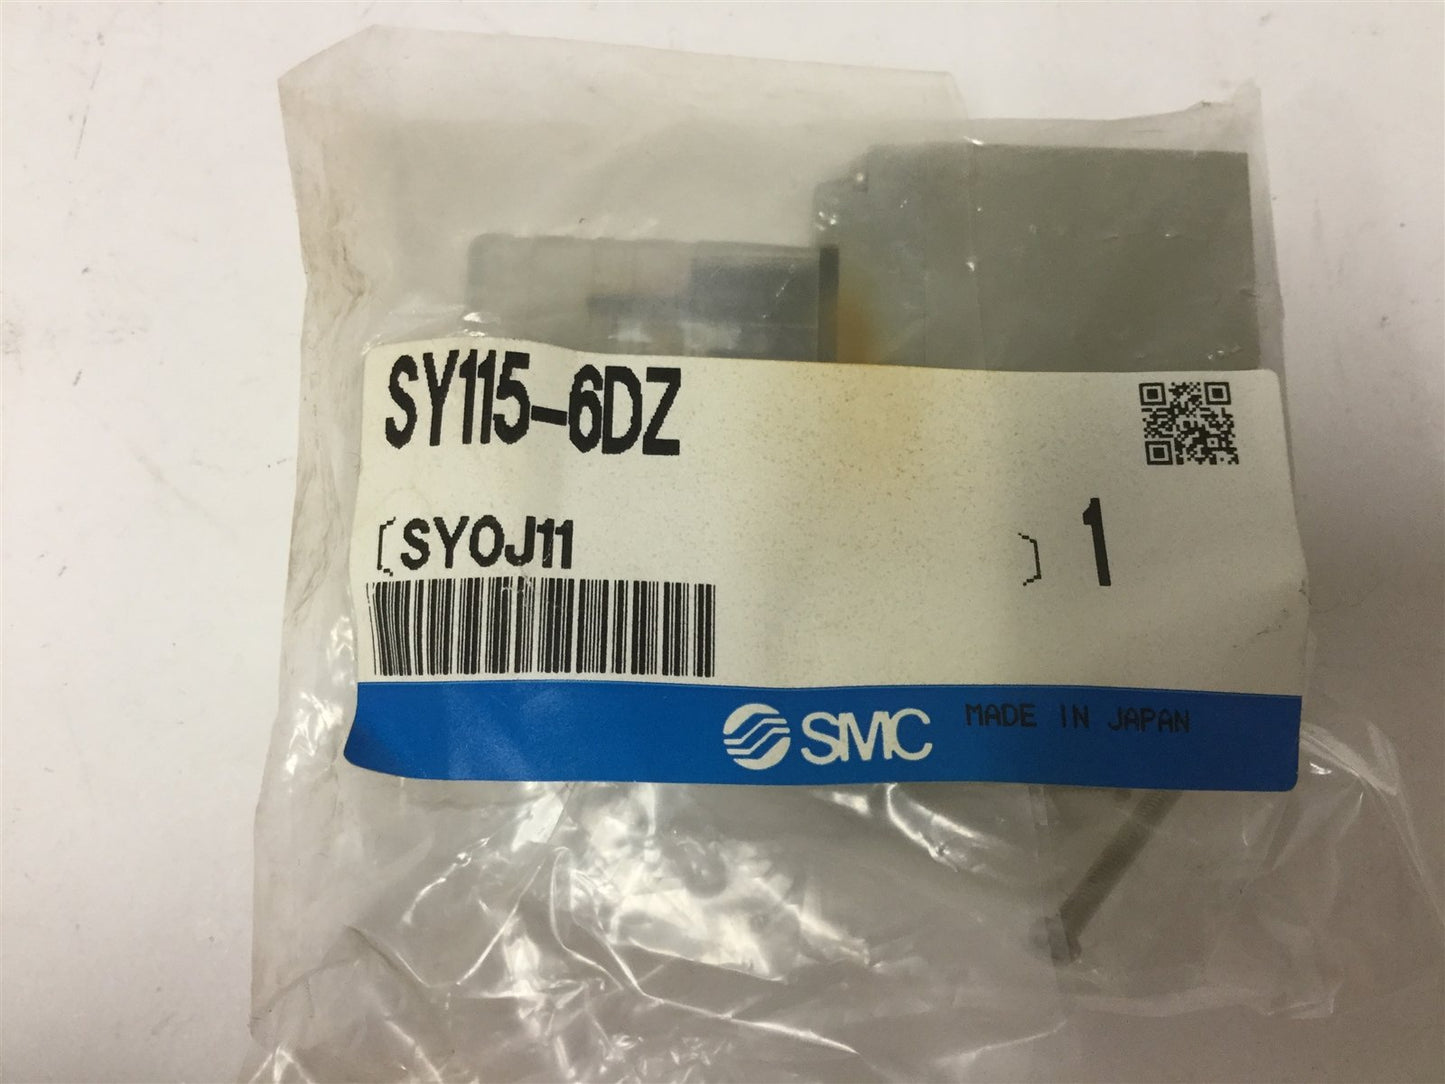 SY115-6DZ
[SYOJ11 ] 1
SMC MADE IN JAPAN